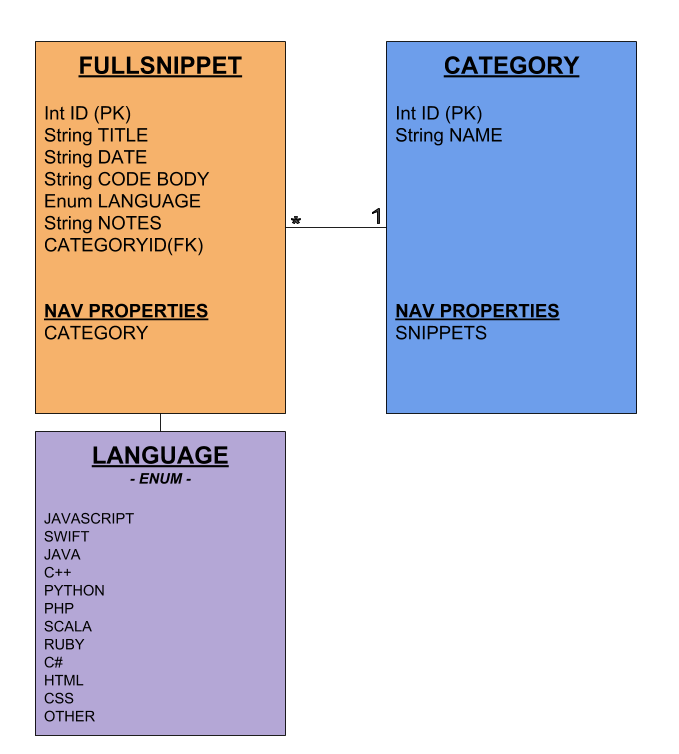 FULLSNIPPET
Int ID (PK)
String TITLE
String DATE
String CODE BODY
Enum LANGUAGE
String NOTES
CATEGORYID(FK)
NAV PROPERTIES
CATEGORY
*
1
CATEGORY
Int ID (PK)
String NAME
NAV PROPERTIES
SNIPPETS
LANGUAGE
- ENUM -
JAVASCRIPT
SWIFT
JAVA
C++
PYTHON
PHP
SCALA
RUBY
C#
HTML
CSS
OTHER